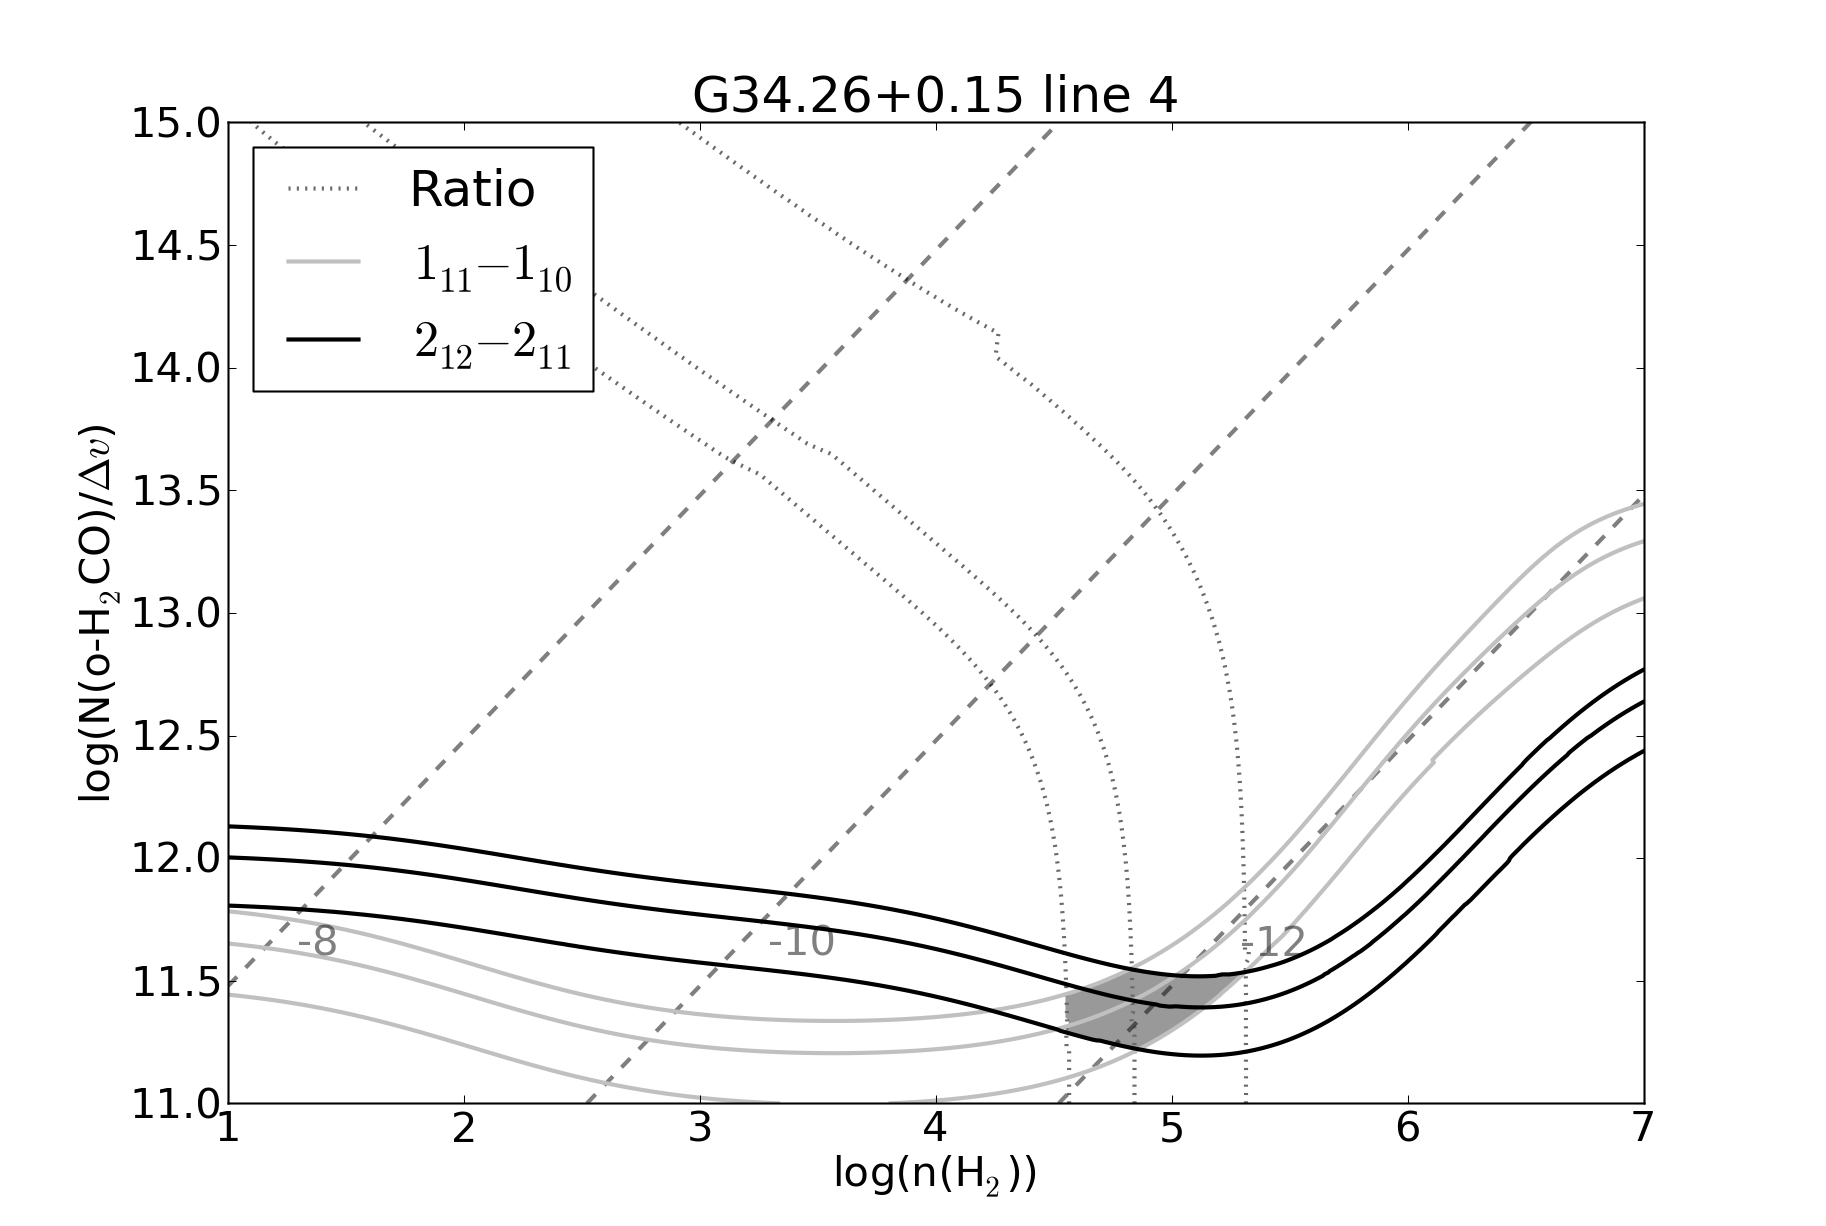 G34.26+0.15 line 4
15.0
14.5
14.0
13.5
13.0
12.5
12.0
11.5
11.0
log(N(o-H₂CO)/Δv)
Ratio
1₁₁−1₁₀
2₁₂−2₁₁
-8
-10
-12
1 2 3 4 5 6 7
log(n(H₂))